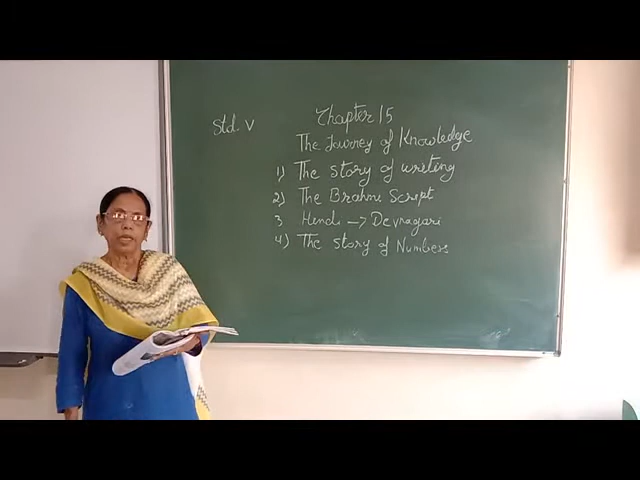 Std. V
Chapter 15
The Journey of Knowledge
1) The story of writing
2) The Brahmi Script
3 Hindi → Devnagari
4) The story of Numbers